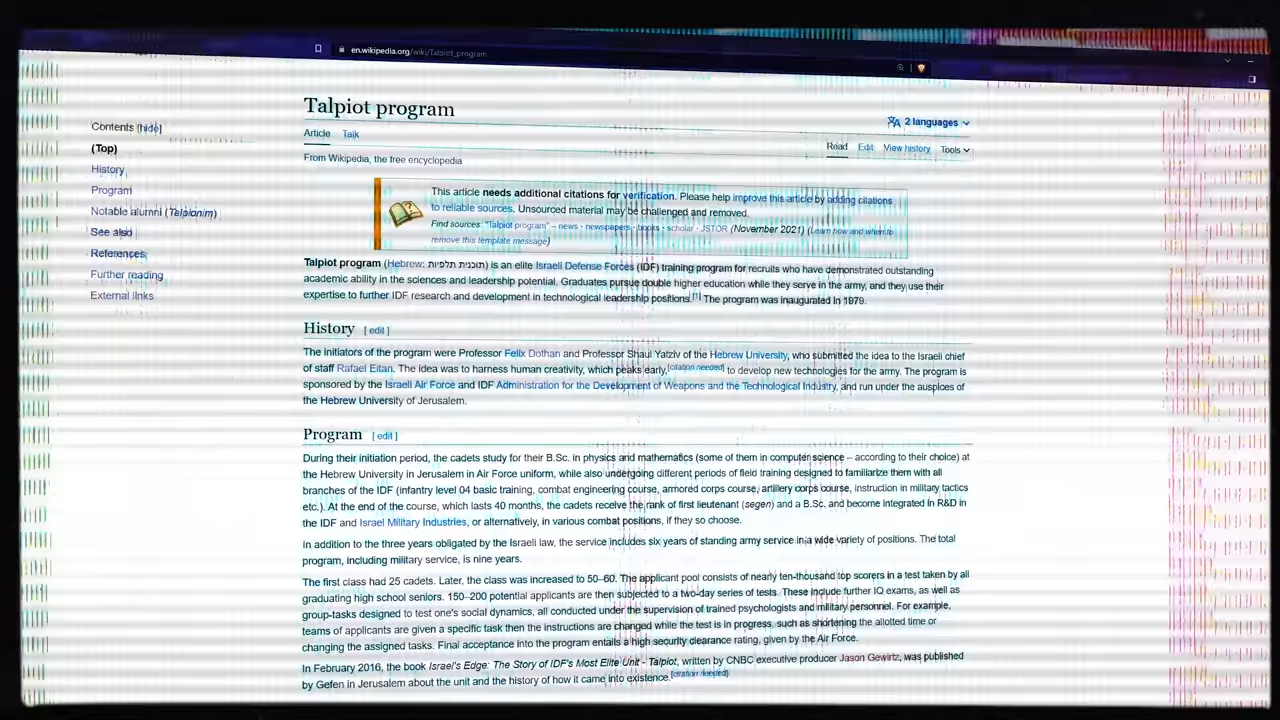 en.wikipedia.org/wiki/Talpiot_program
Talpiot program
2 languages
Article Talk
Read Edit View history Tools
From Wikipedia, the free encyclopedia
Contents [hide]
(Top)
History
Program
Notable alumni (Talpionim)
See also
References
Further reading
External links
This article needs additional citations for verification. Please help improve this article by adding citations
to reliable sources. Unsourced material may be challenged and removed.
Find sources: "Talpiot program" – news · newspapers · books · scholar · JSTOR (November 2021) (Learn how and when to
remove this template message)
Talpiot program (Hebrew: תוכנית תלפיות) is an elite Israeli Defense Forces (IDF) training program for recruits who have demonstrated outstanding
academic ability in the sciences and leadership potential. Graduates pursue double higher education while they serve in the army, and they use their
expertise to further IDF research and development in technological leadership positions.[1] The program was inaugurated in 1979.
History [ edit ]
The initiators of the program were Professor Felix Dothan and Professor Shaul Yatziv of the Hebrew University, who submitted the idea to the Israeli chief
of staff Rafael Eitan. The idea was to harness human creativity, which peaks early,[citation needed] to develop new technologies for the army. The program is
sponsored by the Israeli Air Force and IDF Administration for the Development of Weapons and the Technological Industry, and run under the auspices of
the Hebrew University of Jerusalem.
Program [ edit ]
During their initiation period, the cadets study for their B.Sc. in physics and mathematics (some of them in computer science – according to their choice) at
the Hebrew University in Jerusalem in Air Force uniform, while also undergoing different periods of field training designed to familiarize them with all
branches of the IDF (infantry level 04 basic training, combat engineering course, armored corps course, artillery corps course, instruction in military tactics
etc.). At the end of the course, which lasts 40 months, the cadets receive the rank of first lieutenant (segen) and a B.Sc. and become integrated in R&D in
the IDF and Israel Military Industries, or alternatively, in various combat positions, if they so choose.
In addition to the three years obligated by the Israeli law, the service includes six years of standing army service in a wide variety of positions. The total
program, including military service, is nine years.
The first class had 25 cadets. Later, the class was increased to 50–60. The applicant pool consists of nearly ten-thousand top scorers in a test taken by all
graduating high school seniors. 150–200 potential applicants are then subjected to a two-day series of tests. These include further IQ exams, as well as
group-tasks designed to test one's social dynamics, all conducted under the supervision of trained psychologists and military personnel. For example,
teams of applicants are given a specific task then the instructions are changed while the test is in progress, such as shortening the allotted time or
changing the assigned tasks. Final acceptance into the program entails a high security clearance rating, given by the Air Force.
In February 2016, the book Israel's Edge: The Story of IDF's Most Elite Unit - Talpiot, written by CNBC executive producer Jason Gewirtz, was published
by Gefen in Jerusalem about the unit and the history of how it came into existence.[citation needed]